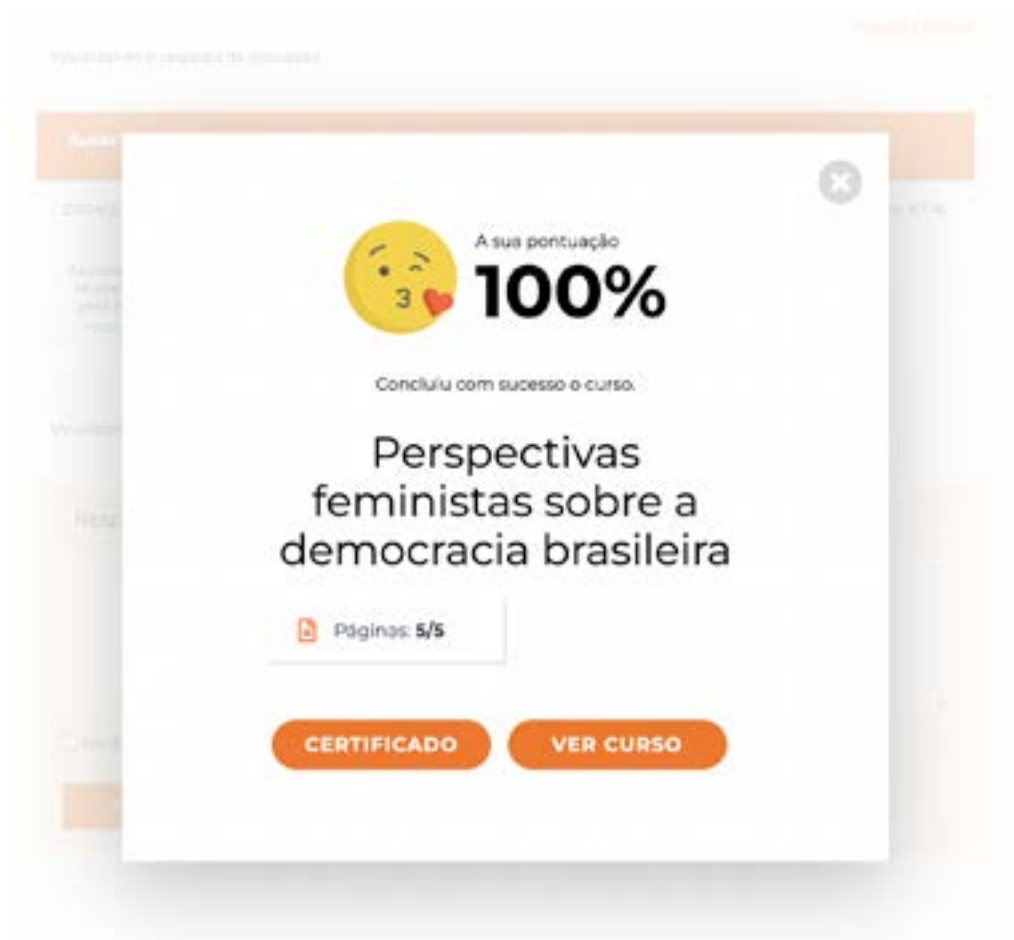 A sua pontuação
100%
Concluiu com sucesso o curso.
Perspectivas
feministas sobre a
democracia brasileira
Páginas: 5/5
CERTIFICADO
VER CURSO